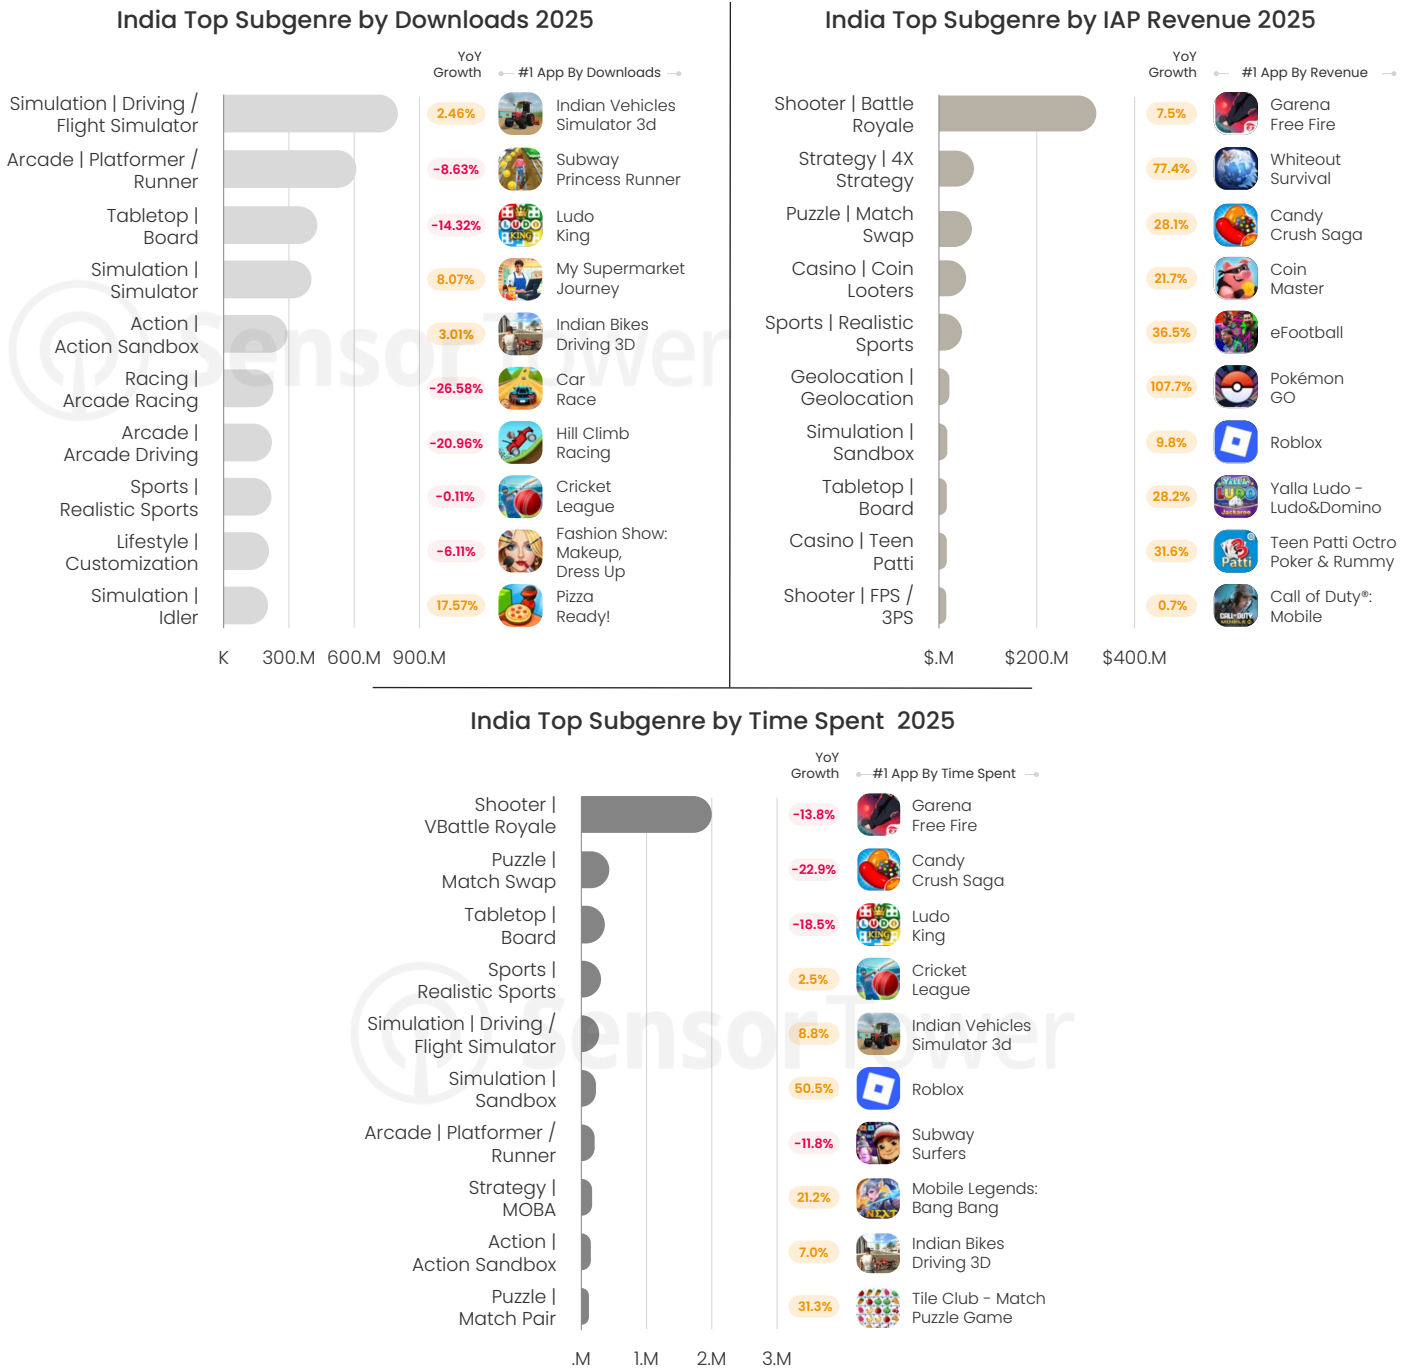 India Top Subgenre by Downloads 2025
YoY
Growth
#1 App By Downloads
Simulation | Driving /
Flight Simulator
2.46%
Indian Vehicles
Simulator 3d
Arcade | Platformer /
Runner
-8.63%
Subway
Princess Runner
Tabletop |
Board
-14.32%
Ludo
King
Simulation |
Simulator
8.07%
My Supermarket
Journey
Action |
Action Sandbox
3.01%
Indian Bikes
Driving 3D
Racing |
Arcade Racing
-26.58%
Car
Race
Arcade |
Arcade Driving
-20.96%
Hill Climb
Racing
Sports |
Realistic Sports
-0.11%
Cricket
League
Lifestyle |
Customization
-6.11%
Fashion Show:
Makeup,
Dress Up
Simulation |
Idler
17.57%
Pizza
Ready!
K 300.M 600.M 900.M
India Top Subgenre by IAP Revenue 2025
YoY
Growth
#1 App By Revenue
Shooter | Battle
Royale
7.5%
Garena
Free Fire
Strategy | 4X
Strategy
77.4%
Whiteout
Survival
Puzzle | Match
Swap
28.1%
Candy
Crush Saga
Casino | Coin
Looters
21.7%
Coin
Master
Sports | Realistic
Sports
36.5%
eFootball
Geolocation |
Geolocation
107.7%
Pokémon
GO
Simulation |
Sandbox
9.8%
Roblox
Tabletop |
Board
28.2%
Yalla Ludo -
Ludo&Domino
Casino | Teen
Patti
31.6%
Teen Patti Octro
Poker & Rummy
Shooter | FPS /
3PS
0.7%
Call of Duty®:
Mobile
$.M $200.M $400.M
Sensor Tower
India Top Subgenre by Time Spent 2025
YoY
Growth
#1 App By Time Spent
Shooter |
VBattle Royale
-13.8%
Garena
Free Fire
Puzzle |
Match Swap
-22.9%
Candy
Crush Saga
Tabletop |
Board
-18.5%
Ludo
King
Sports |
Realistic Sports
2.5%
Cricket
League
Simulation | Driving /
Flight Simulator
8.8%
Indian Vehicles
Simulator 3d
Simulation |
Sandbox
50.5%
Roblox
Arcade | Platformer /
Runner
-11.8%
Subway
Surfers
Strategy |
MOBA
21.2%
Mobile Legends:
Bang Bang
Action |
Action Sandbox
7.0%
Indian Bikes
Driving 3D
Puzzle |
Match Pair
31.3%
Tile Club - Match
Puzzle Game
.M 1.M 2.M 3.M
Sensor Tower